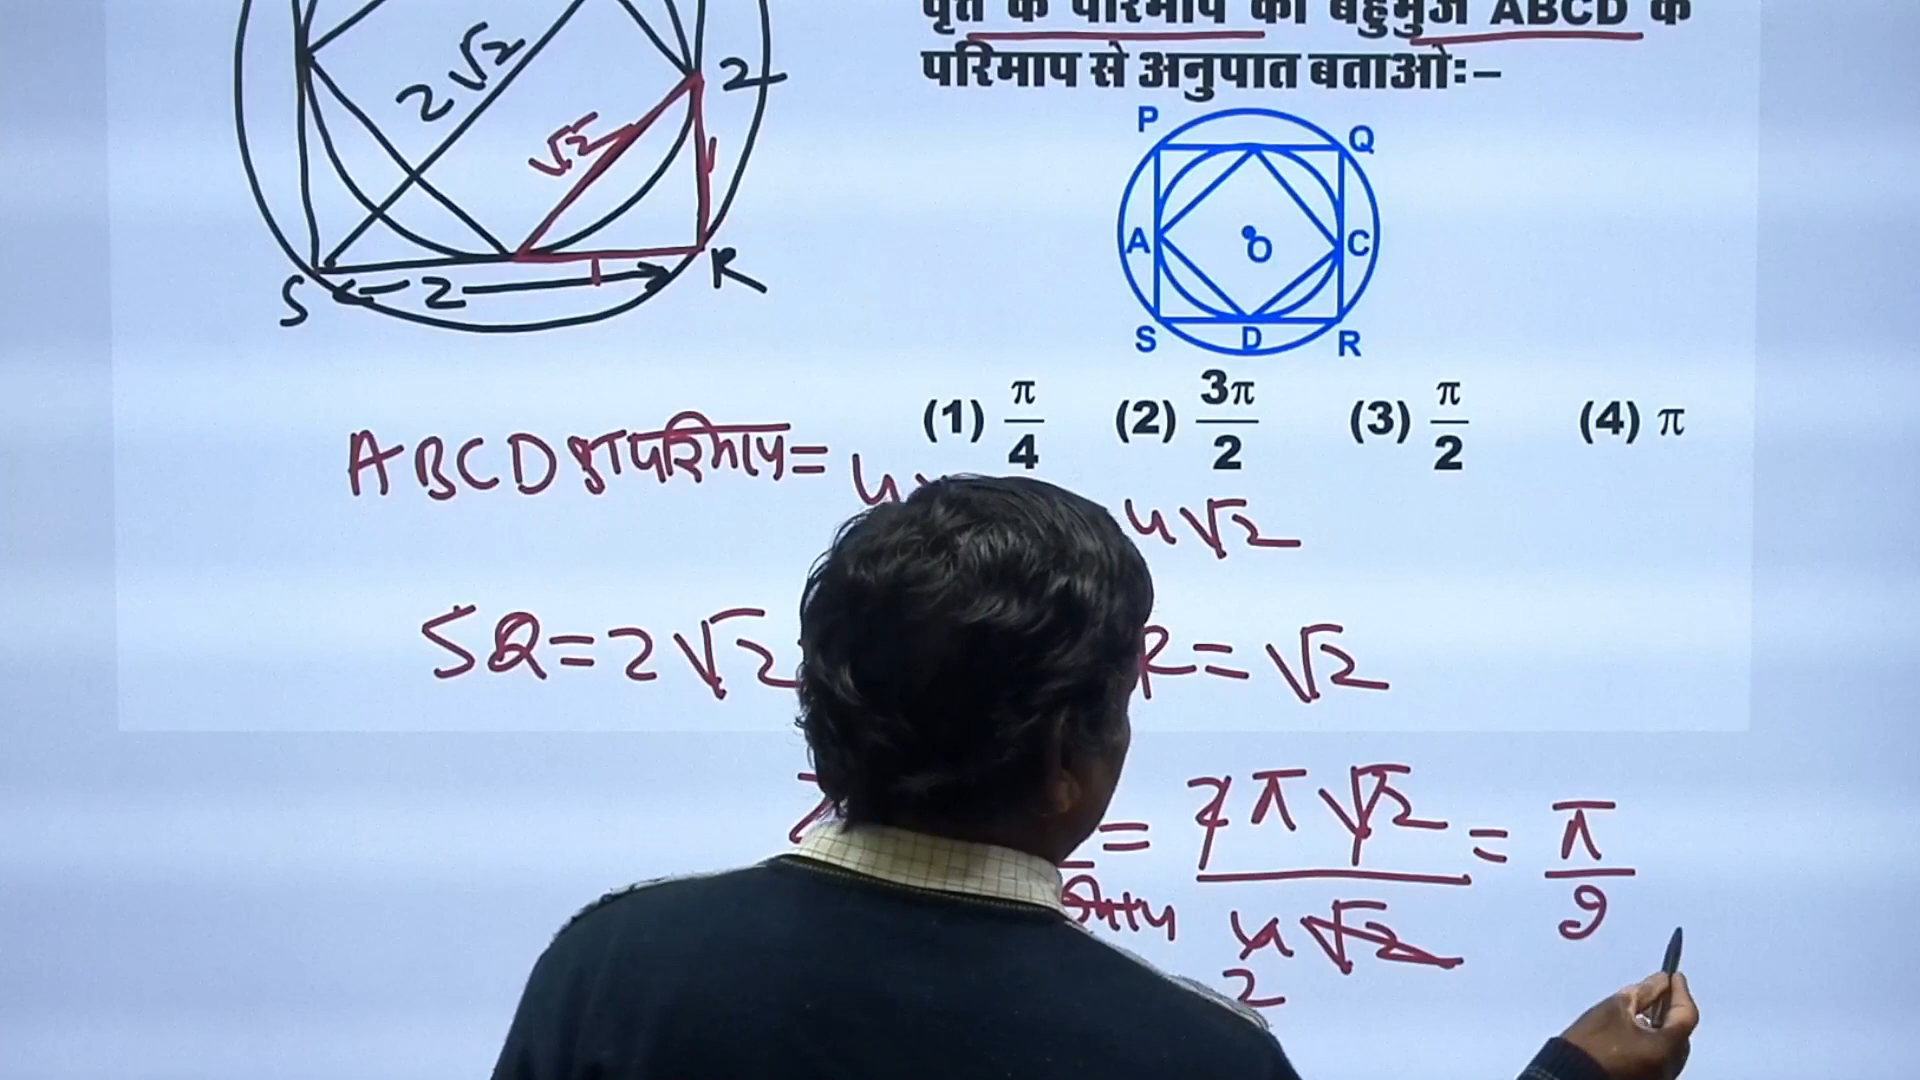 वृत्त के परिमाप का बहुभुज ABCD के
परिमाप से अनुपात बताओः–
P Q
A O C
S D R
(1) π/4 (2) 3π/2 (3) π/2 (4) π
2√2
√2
2
1
1
S 2 R
ABCD का परिमाप = 4
4√2
SQ = 2√2
R = √2
= 2π√2 / 4√2 = π/2
2